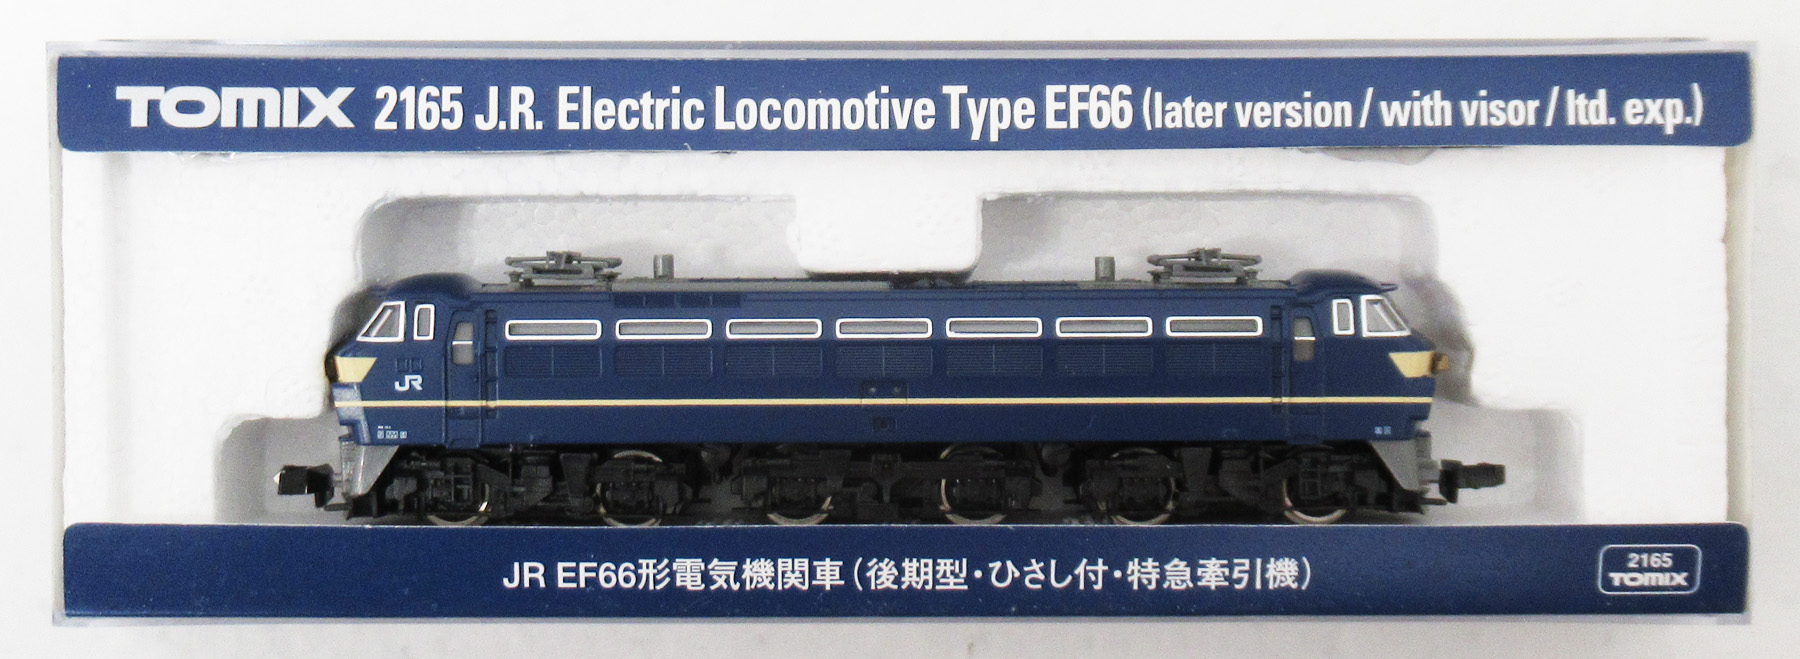 TOMIX 2165 J.R. Electric Locomotive Type EF66 (later version / with visor / ltd. exp.)
JR
JR EF66形電気機関車(後期型・ひさし付・特急牽引機)
2165
TOMIX